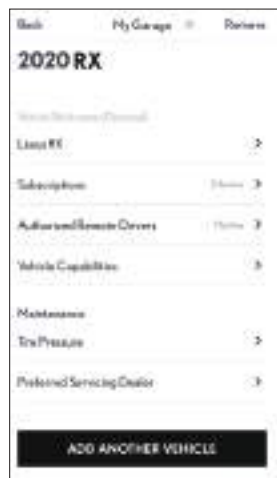 Back My Garage Remove
2020 RX
Lexus RX
Subscriptions
Authorized Remote Drivers
Vehicle Capabilities
Maintenance
Tire Pressure
Preferred Servicing Dealer
ADD ANOTHER VEHICLE